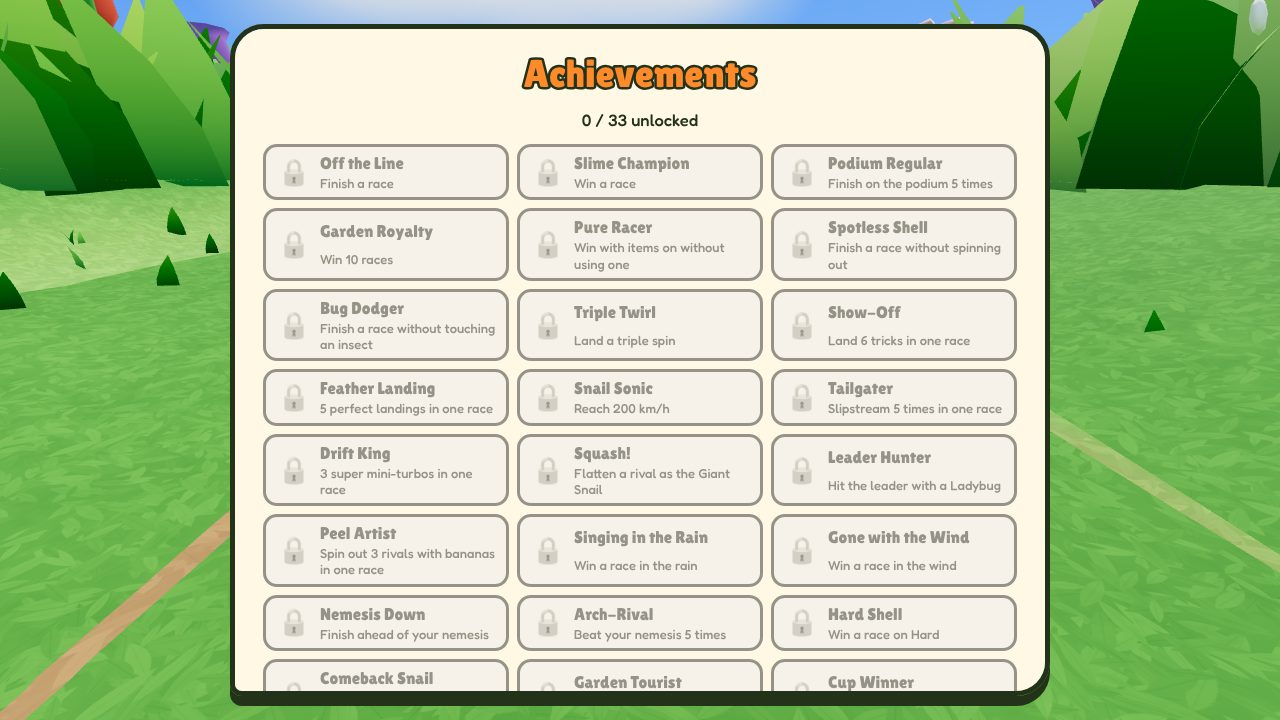 Achievements
0 / 33 unlocked
Off the Line
Finish a race
Slime Champion
Win a race
Podium Regular
Finish on the podium 5 times
Garden Royalty
Win 10 races
Pure Racer
Win with items on without
using one
Spotless Shell
Finish a race without spinning
out
Bug Dodger
Finish a race without touching
an insect
Triple Twirl
Land a triple spin
Show-Off
Land 6 tricks in one race
Feather Landing
5 perfect landings in one race
Snail Sonic
Reach 200 km/h
Tailgater
Slipstream 5 times in one race
Drift King
3 super mini-turbos in one
race
Squash!
Flatten a rival as the Giant
Snail
Leader Hunter
Hit the leader with a Ladybug
Peel Artist
Spin out 3 rivals with bananas
in one race
Singing in the Rain
Win a race in the rain
Gone with the Wind
Win a race in the wind
Nemesis Down
Finish ahead of your nemesis
Arch-Rival
Beat your nemesis 5 times
Hard Shell
Win a race on Hard
Comeback Snail
Garden Tourist
Cup Winner